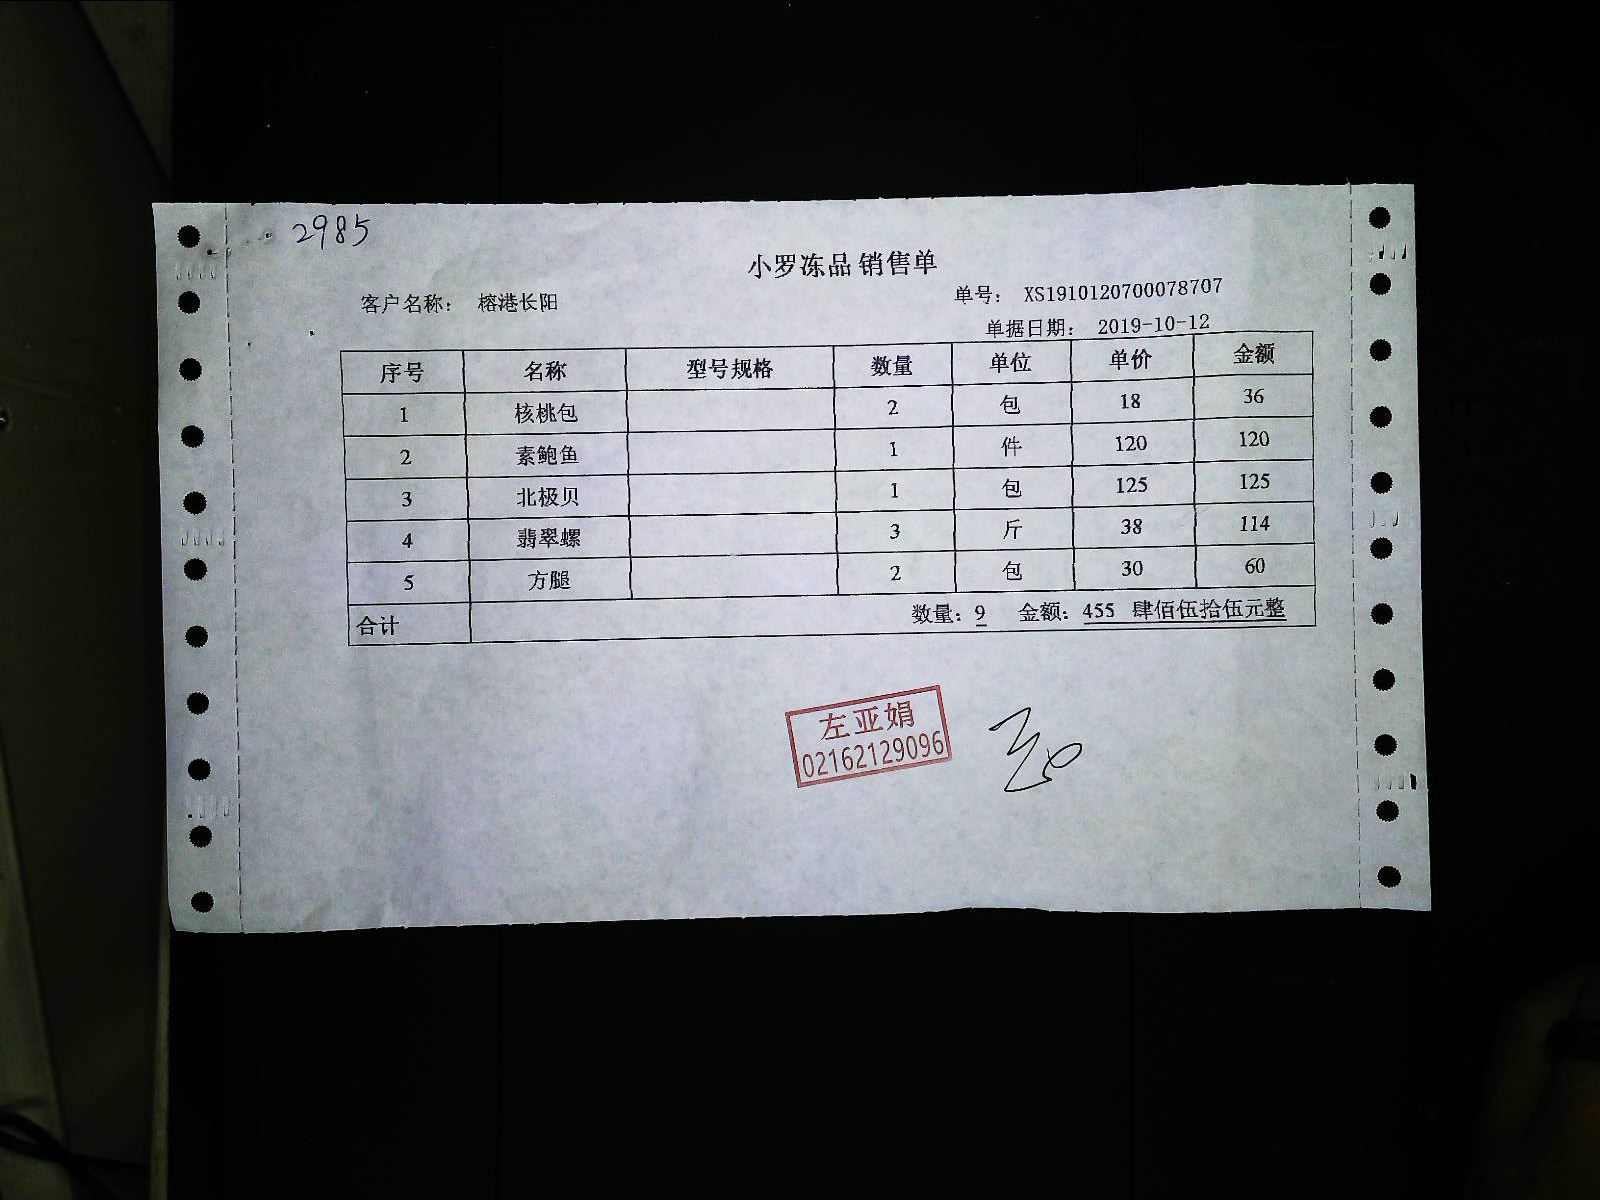 2985
小罗冻品 销售单
客户名称： 榕港长阳 单号： XS1910120700078707
单据日期： 2019-10-12
序号 名称 型号规格 数量 单位 单价 金额
1 核桃包 2 包 18 36
2 素鲍鱼 1 件 120 120
3 北极贝 1 包 125 125
4 翡翠螺 3 斤 38 114
5 方腿 2 包 30 60
合计 数量：9 金额：455 肆佰伍拾伍元整
左亚娟
02162129096